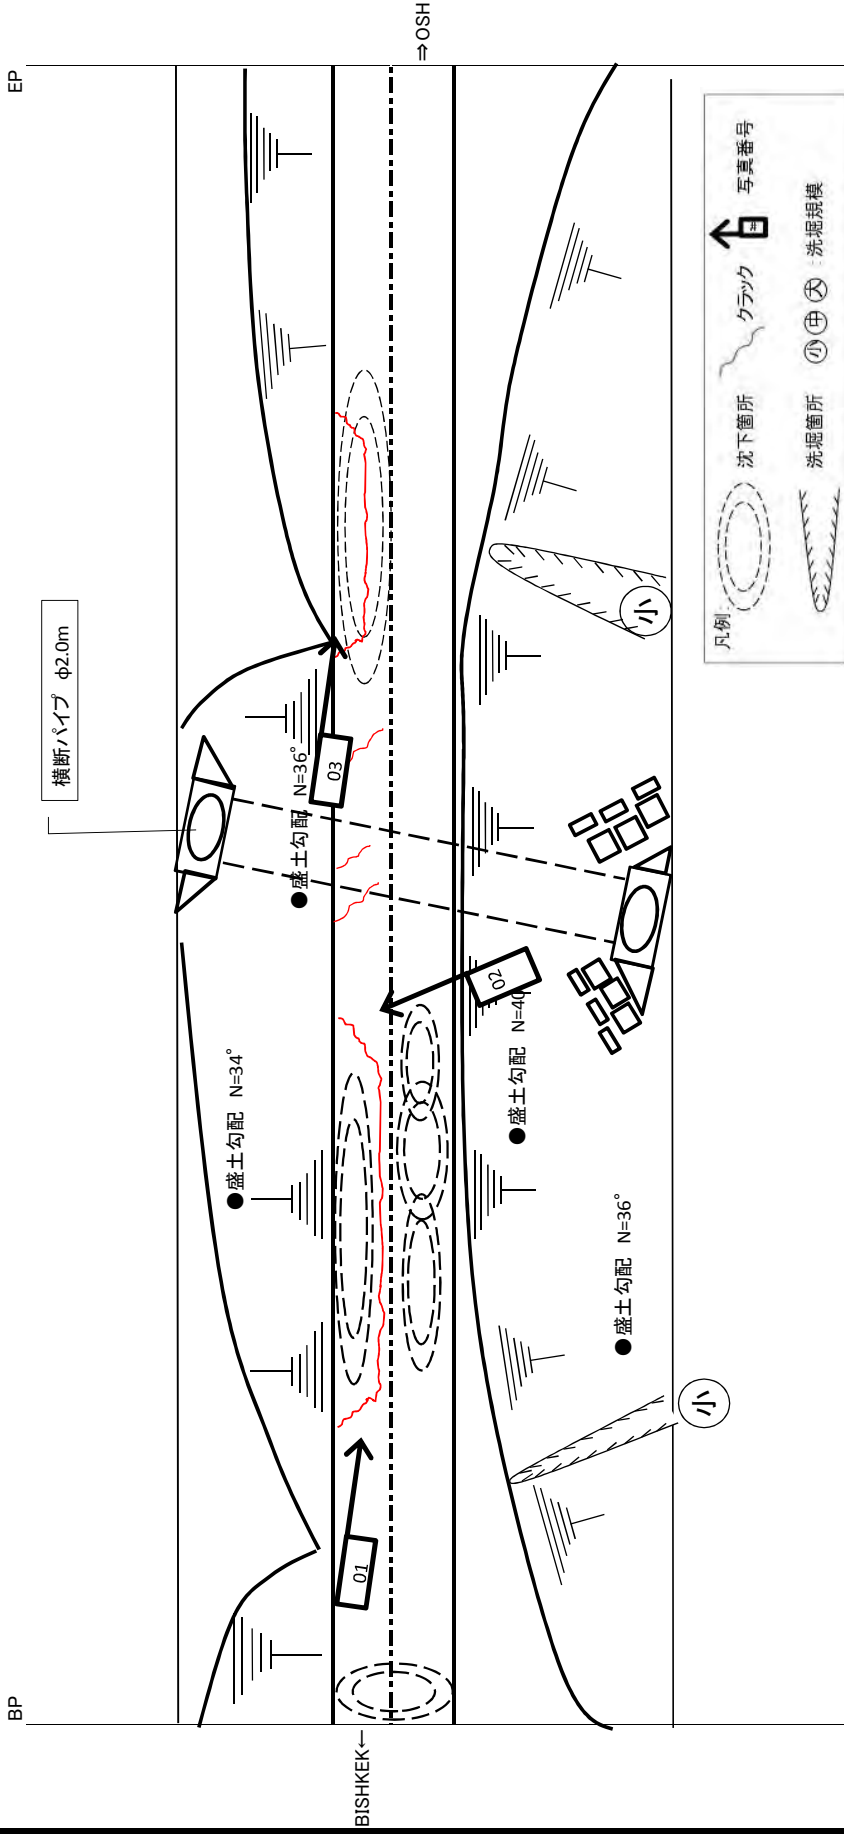 BP
EP
横断パイプ φ2.0m
●盛土勾配 N=34°
●盛土勾配 N=36°
BISHKEK←
⇒OSH
01
02
03
●盛土勾配 N=40
●盛土勾配 N=36°
小
小
凡例:
沈下箇所
クラック
#
写真番号
洗堀箇所
小 中 大 : 洗堀規模